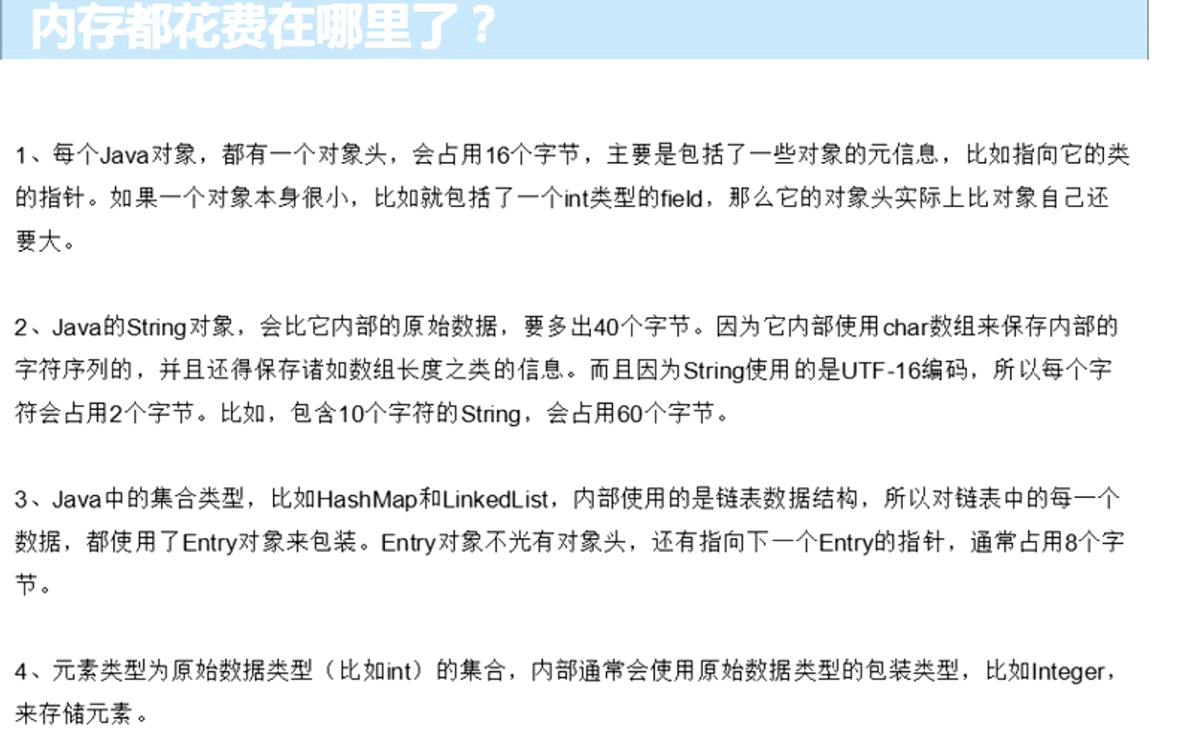 内存都花费在哪里了？
1、每个Java对象，都有一个对象头，会占用16个字节，主要是包括了一些对象的元信息，比如指向它的类
的指针。如果一个对象本身很小，比如就包括了一个int类型的field，那么它的对象头实际上比对象自己还
要大。
2、Java的String对象，会比它内部的原始数据，要多出40个字节。因为它内部使用char数组来保存内部的
字符序列的，并且还得保存诸如数组长度之类的信息。而且因为String使用的是UTF-16编码，所以每个字
符会占用2个字节。比如，包含10个字符的String，会占用60个字节。
3、Java中的集合类型，比如HashMap和LinkedList，内部使用的是链表数据结构，所以对链表中的每一个
数据，都使用了Entry对象来包装。Entry对象不光有对象头，还有指向下一个Entry的指针，通常占用8个字
节。
4、元素类型为原始数据类型（比如int）的集合，内部通常会使用原始数据类型的包装类型，比如Integer，
来存储元素。